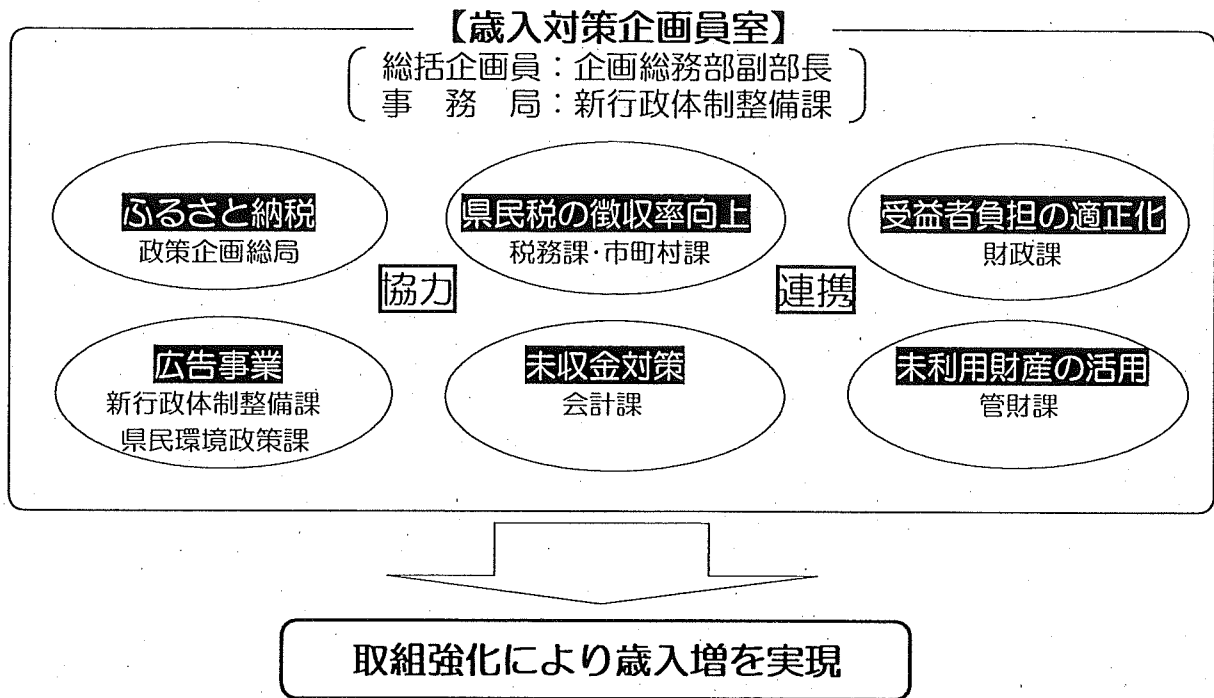 【歳入対策企画員室】
総括企画員：企画総務部副部長
事務局：新行政体制整備課
ふるさと納税
政策企画総局
県民税の徴収率向上
税務課・市町村課
受益者負担の適正化
財政課
協力
連携
広告事業
新行政体制整備課
県民環境政策課
未収金対策
会計課
未利用財産の活用
管財課
取組強化により歳入増を実現